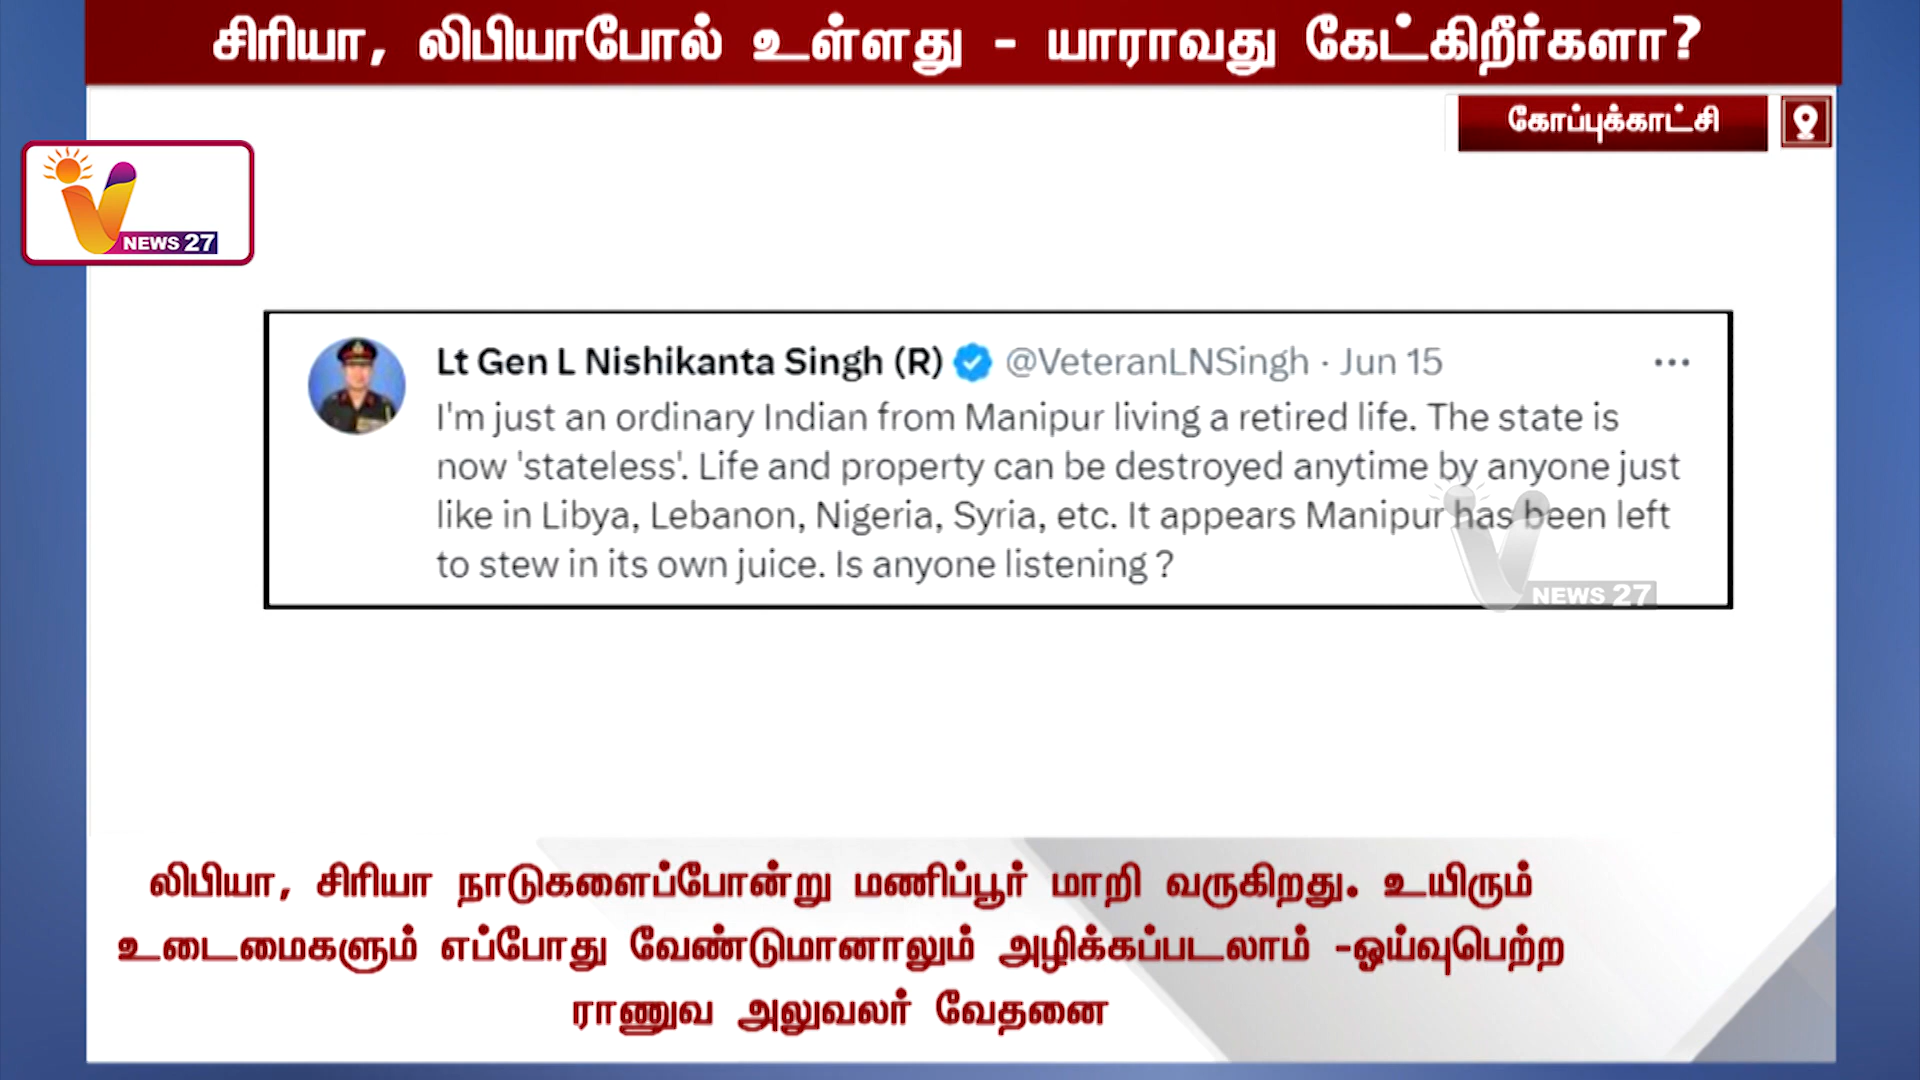 சிரியா, லிபியாபோல் உள்ளது - யாராவது கேட்கிறீர்களா?
கோப்புக்காட்சி
NEWS 27
Lt Gen L Nishikanta Singh (R) @VeteranLNSingh · Jun 15
I'm just an ordinary Indian from Manipur living a retired life. The state is
now 'stateless'. Life and property can be destroyed anytime by anyone just
like in Libya, Lebanon, Nigeria, Syria, etc. It appears Manipur has been left
to stew in its own juice. Is anyone listening ?
NEWS 27
லிபியா, சிரியா நாடுகளைப்போன்று மணிப்பூர் மாறி வருகிறது. உயிரும்
உடைமைகளும் எப்போது வேண்டுமானாலும் அழிக்கப்படலாம் -ஓய்வுபெற்ற
ராணுவ அலுவலர் வேதனை